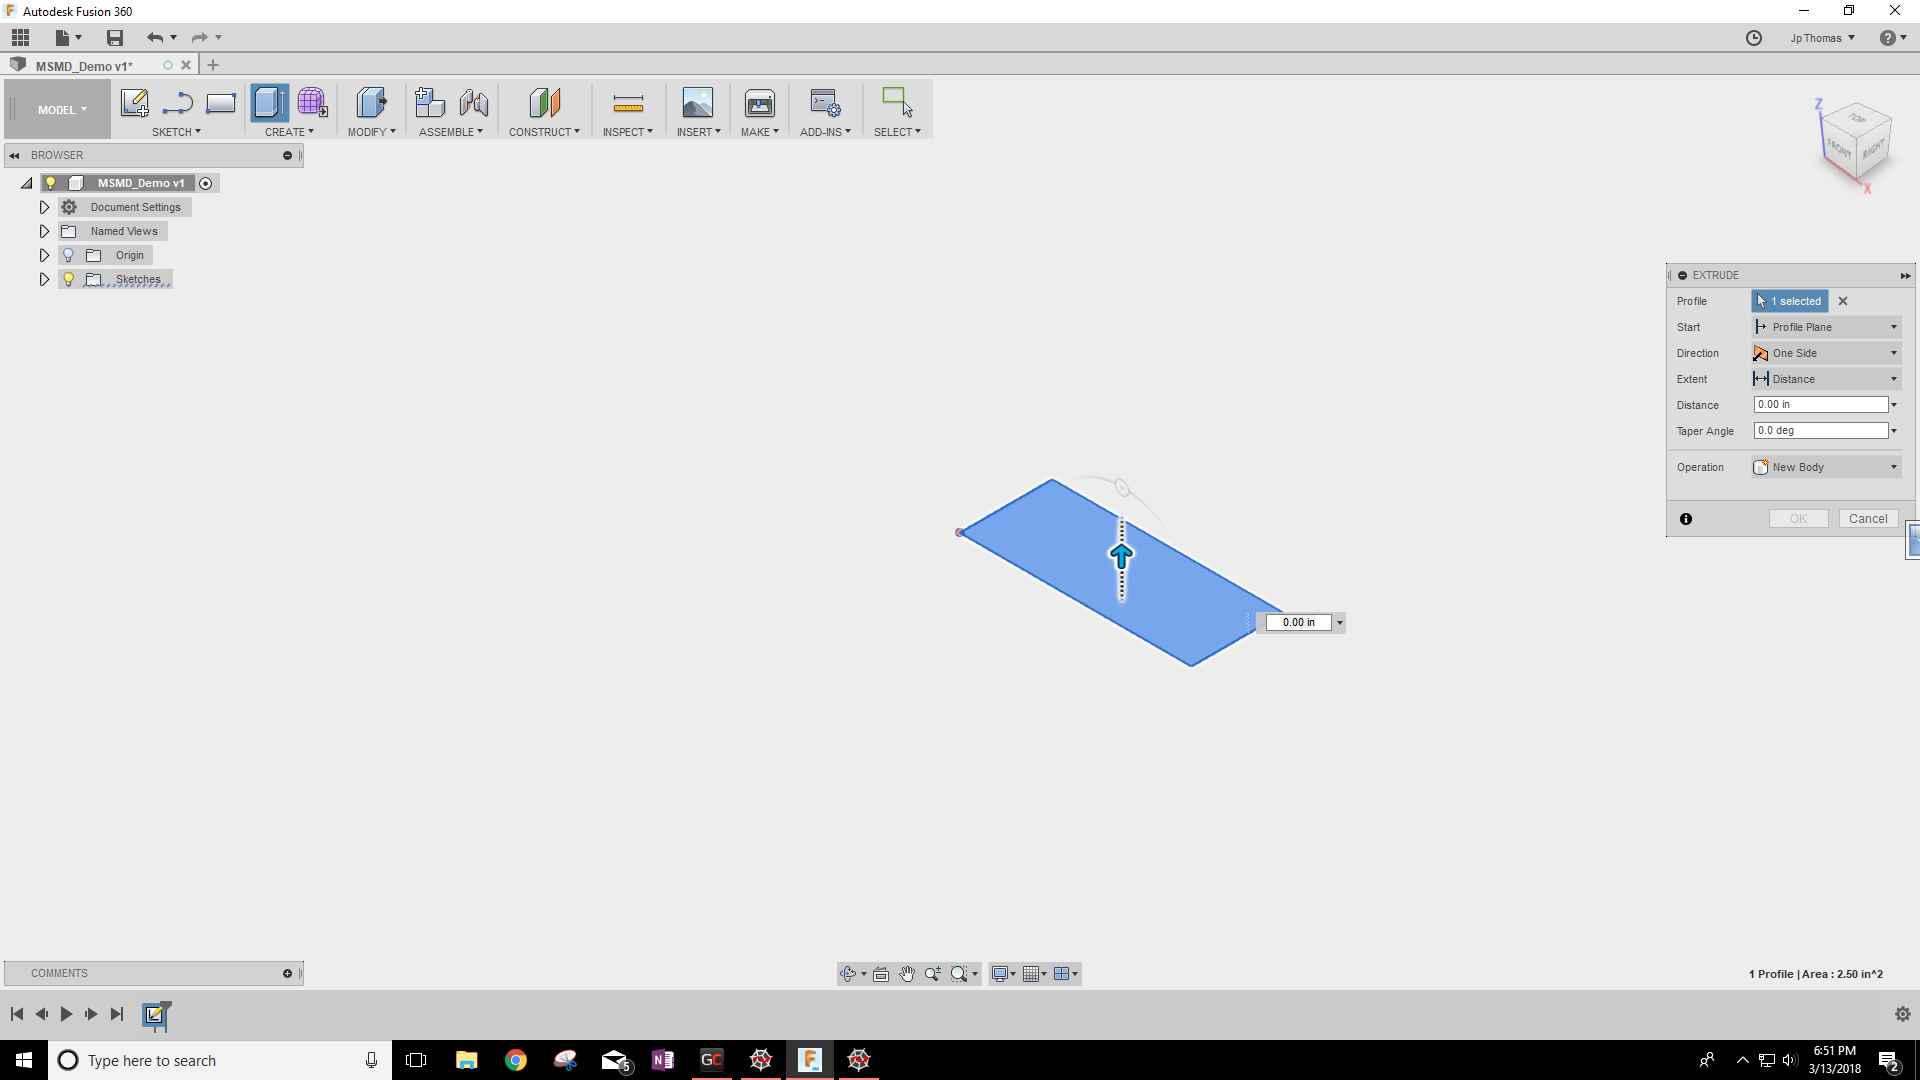 Autodesk Fusion 360
Jp Thomas
MSMD_Demo v1*
MODEL
SKETCH
CREATE
MODIFY
ASSEMBLE
CONSTRUCT
INSPECT
INSERT
MAKE
ADD-INS
SELECT
Z
TOP
FRONT
RIGHT
X
BROWSER
MSMD_Demo v1
Document Settings
Named Views
Origin
Sketches
EXTRUDE
Profile 1 selected
Start Profile Plane
Direction One Side
Extent Distance
Distance 0.00 in
Taper Angle 0.0 deg
Operation New Body
OK Cancel
0.00 in
COMMENTS
1 Profile | Area : 2.50 in^2
Type here to search
5
N
GC
F
6:51 PM
3/13/2018
2